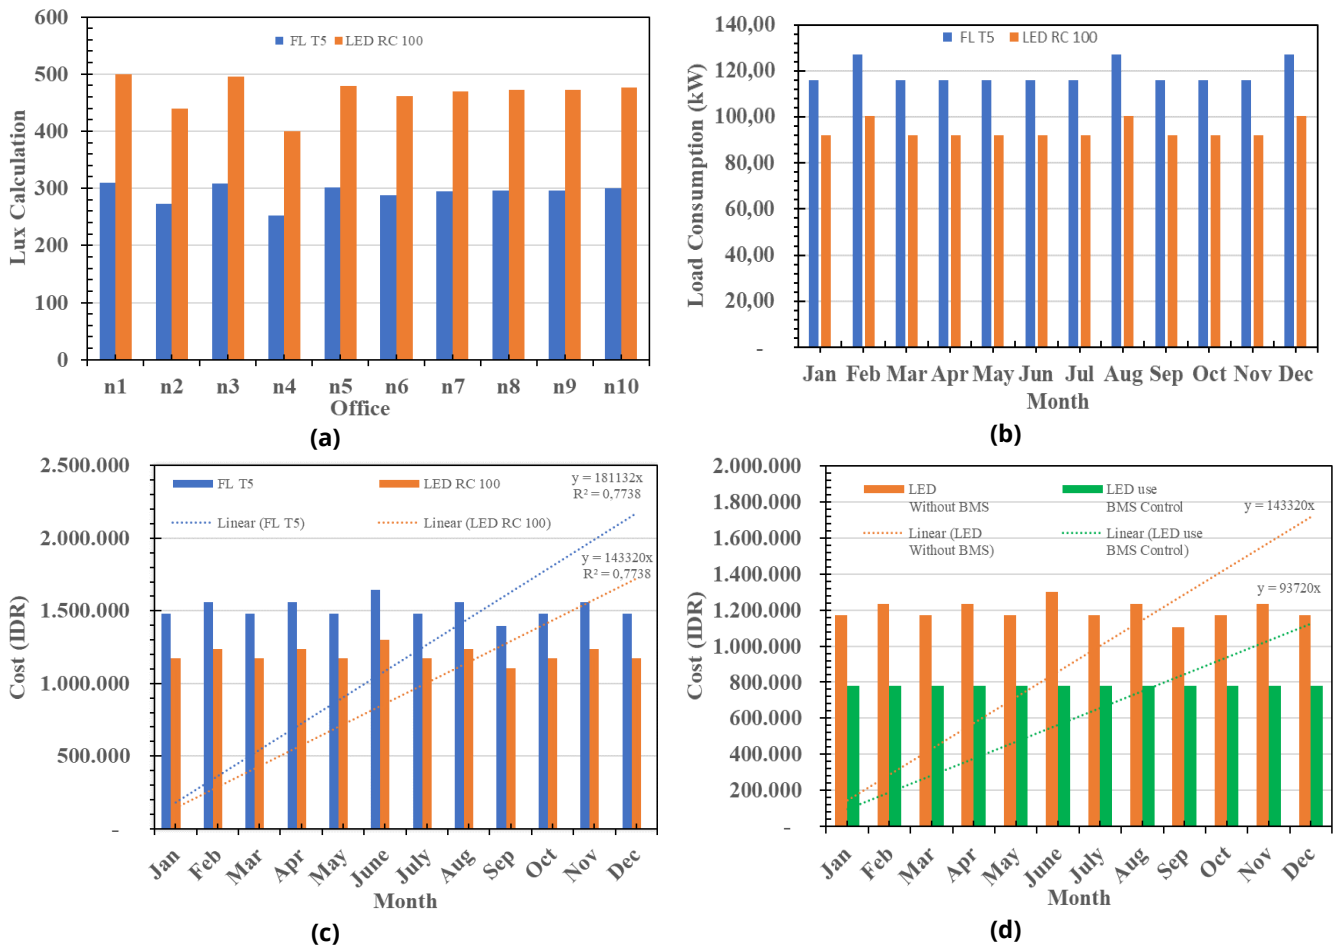 600
500
400
300
200
100
0
Lux Calculation
FL T5
LED RC 100
n1 n2 n3 n4 n5 n6 n7 n8 n9 n10
Office
(a)
140,00
120,00
100,00
80,00
60,00
40,00
20,00
-
Load Consumption (kW)
FL T5
LED RC 100
Jan Feb Mar Apr May Jun Jul Aug Sep Oct Nov Dec
Month
(b)
2.500.000
2.000.000
1.500.000
1.000.000
500.000
-
Cost (IDR)
FL T5
LED RC 100
Linear (FL T5)
Linear (LED RC 100)
y = 181132x
R² = 0,7738
y = 143320x
R² = 0,7738
Jan Feb Mar Apr May June July Aug Sep Oct Nov Dec
Month
(c)
2.000.000
1.800.000
1.600.000
1.400.000
1.200.000
1.000.000
800.000
600.000
400.000
200.000
-
Cost (IDR)
LED
Without BMS
LED use
BMS Control
Linear (LED
Without BMS)
Linear (LED use
BMS Control)
y = 143320x
y = 93720x
Jan Feb Mar Apr May June July Aug Sep Oct Nov Dec
Month
(d)